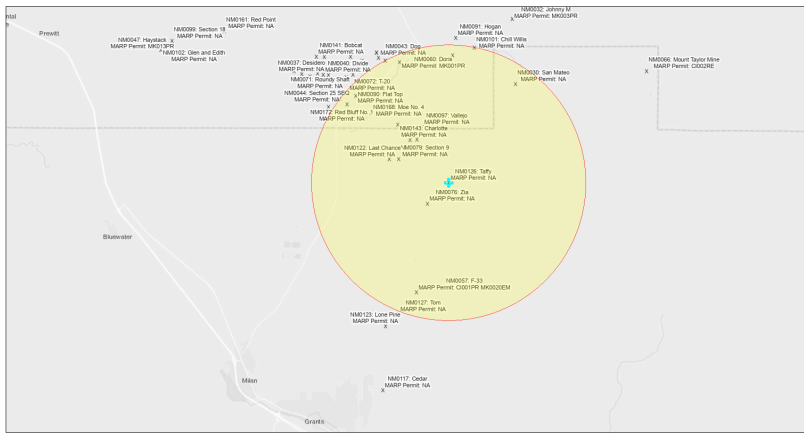 NM0161: Red Point
MARP Permit: NA
NM0032: Johnny M
MARP Permit: MK003PR
ntal
Prewitt
NM0099: Section 18
MARP Permit: NA
NM0047: Haystack
MARP Permit: MK013PR
NM0102: Glen and Edith
MARP Permit: NA
NM0091: Hogan
MARP Permit: NA
NM0101: Chill Willis
MARP Permit: NA
NM0141: Bobcat
MARP Permit: NA
NM0043: Dog
MARP Permit: NA
NM0060: Doris
MARP Permit: MK001PR
NM0037: Desidero
MARP Permit: NA
NM0040: Divide
MARP Permit: NA
NM0066: Mount Taylor Mine
MARP Permit: CI002RE
NM0030: San Mateo
MARP Permit: NA
NM0071: Roundy Shaft
MARP Permit: NA
NM0072: T-20
MARP Permit: NA
NM0044: Section 25 SEQ
MARP Permit: NA
NM0090: Flat Top
MARP Permit: NA
NM0168: Moe No. 4
MARP Permit: NA
NM0172: Red Bluff No. 1
MARP Permit: NA
NM0097: Vallejo
MARP Permit: NA
NM0143: Charlotte
MARP Permit: NA
NM0122: Last Chance
MARP Permit: NA
NM0079: Section 9
MARP Permit: NA
NM0126: Taffy
MARP Permit: NA
NM0076: Zia
MARP Permit: NA
Bluewater
NM0057: F-33
MARP Permit: CI001PR MK0020EM
NM0127: Tom
MARP Permit: NA
NM0123: Lone Pine
MARP Permit: NA
Milan
NM0117: Cedar
MARP Permit: NA
Grants